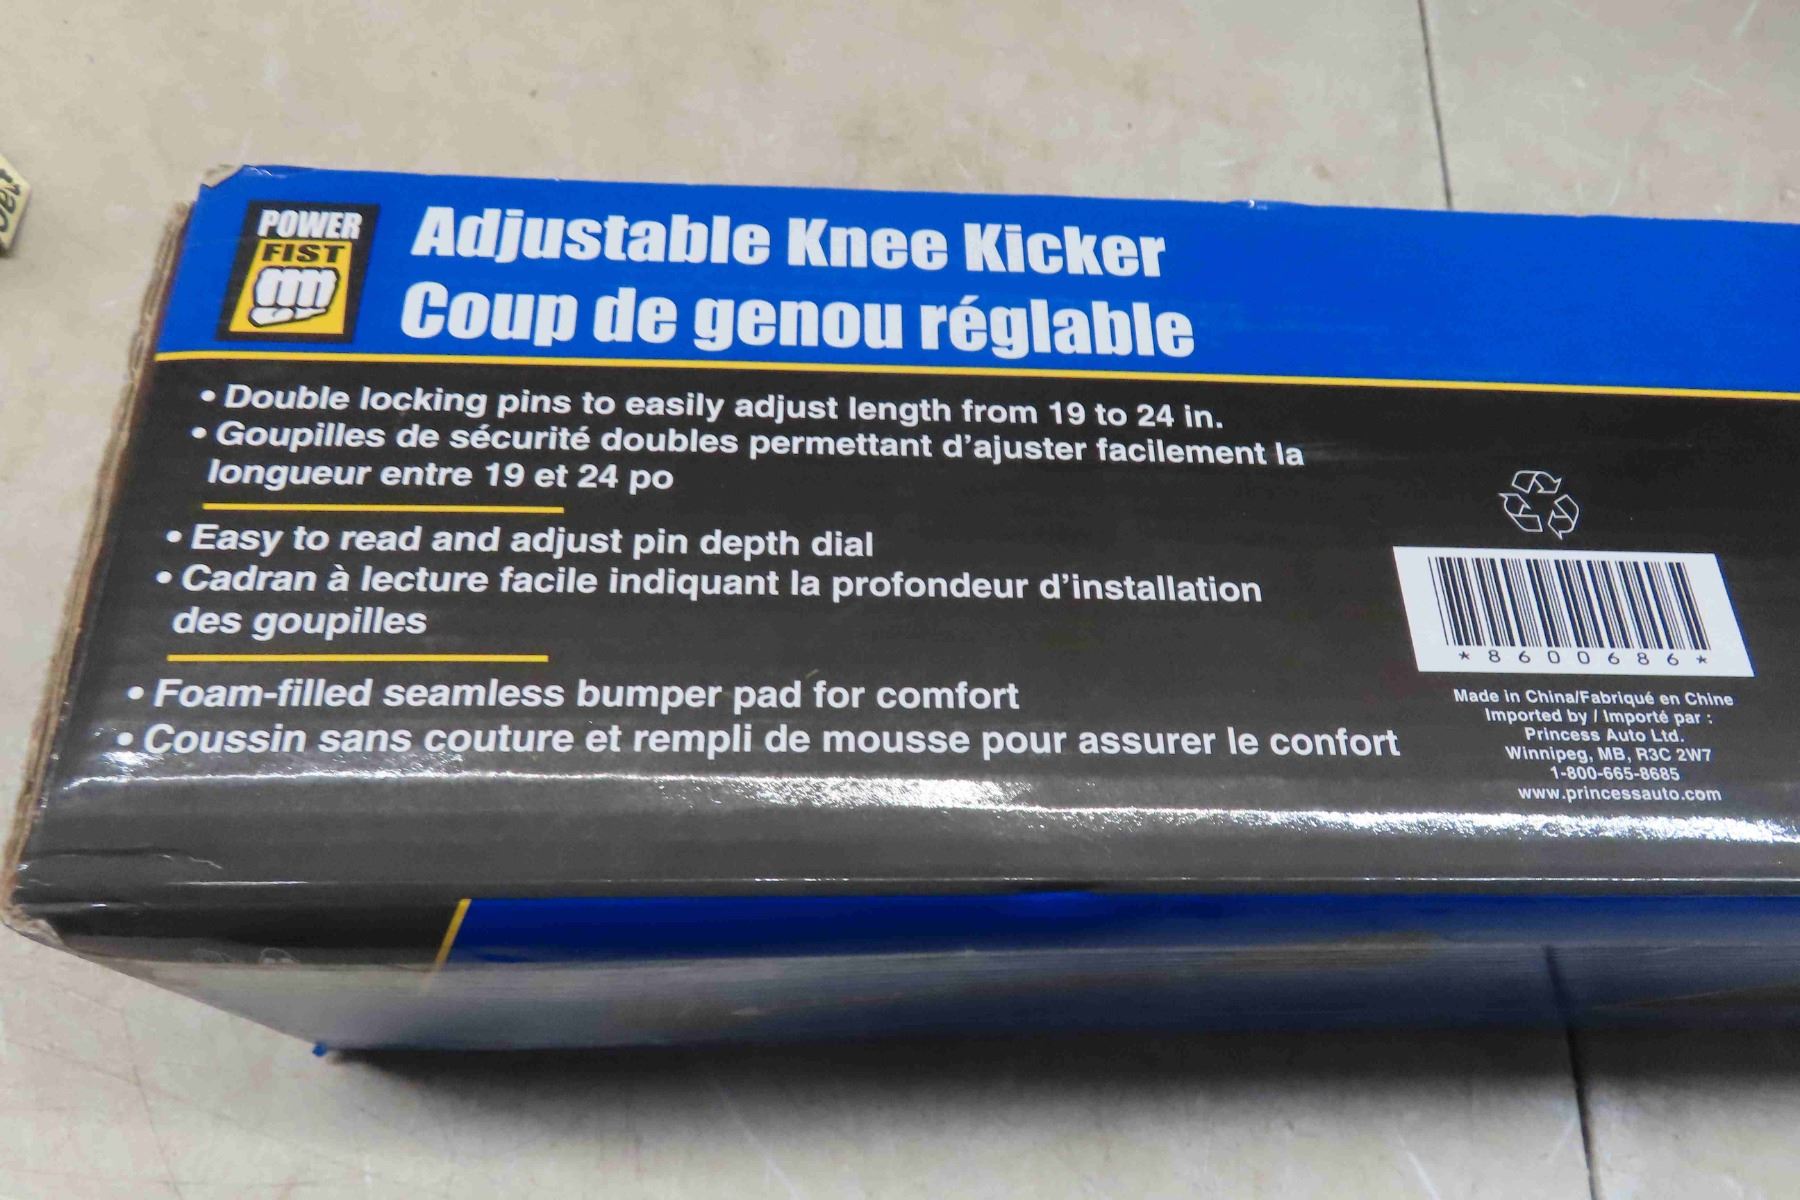 POWER
FIST
Adjustable Knee Kicker
Coup de genou réglable
• Double locking pins to easily adjust length from 19 to 24 in.
• Goupilles de sécurité doubles permettant d'ajuster facilement la
longueur entre 19 et 24 po
• Easy to read and adjust pin depth dial
• Cadran à lecture facile indiquant la profondeur d'installation
des goupilles
• Foam-filled seamless bumper pad for comfort
• Coussin sans couture et rempli de mousse pour assurer le confort
*8600686*
Made in China/Fabriqué en Chine
Imported by / Importé par :
Princess Auto Ltd.
Winnipeg, MB, R3C 2W7
1-800-665-8685
www.princessauto.com